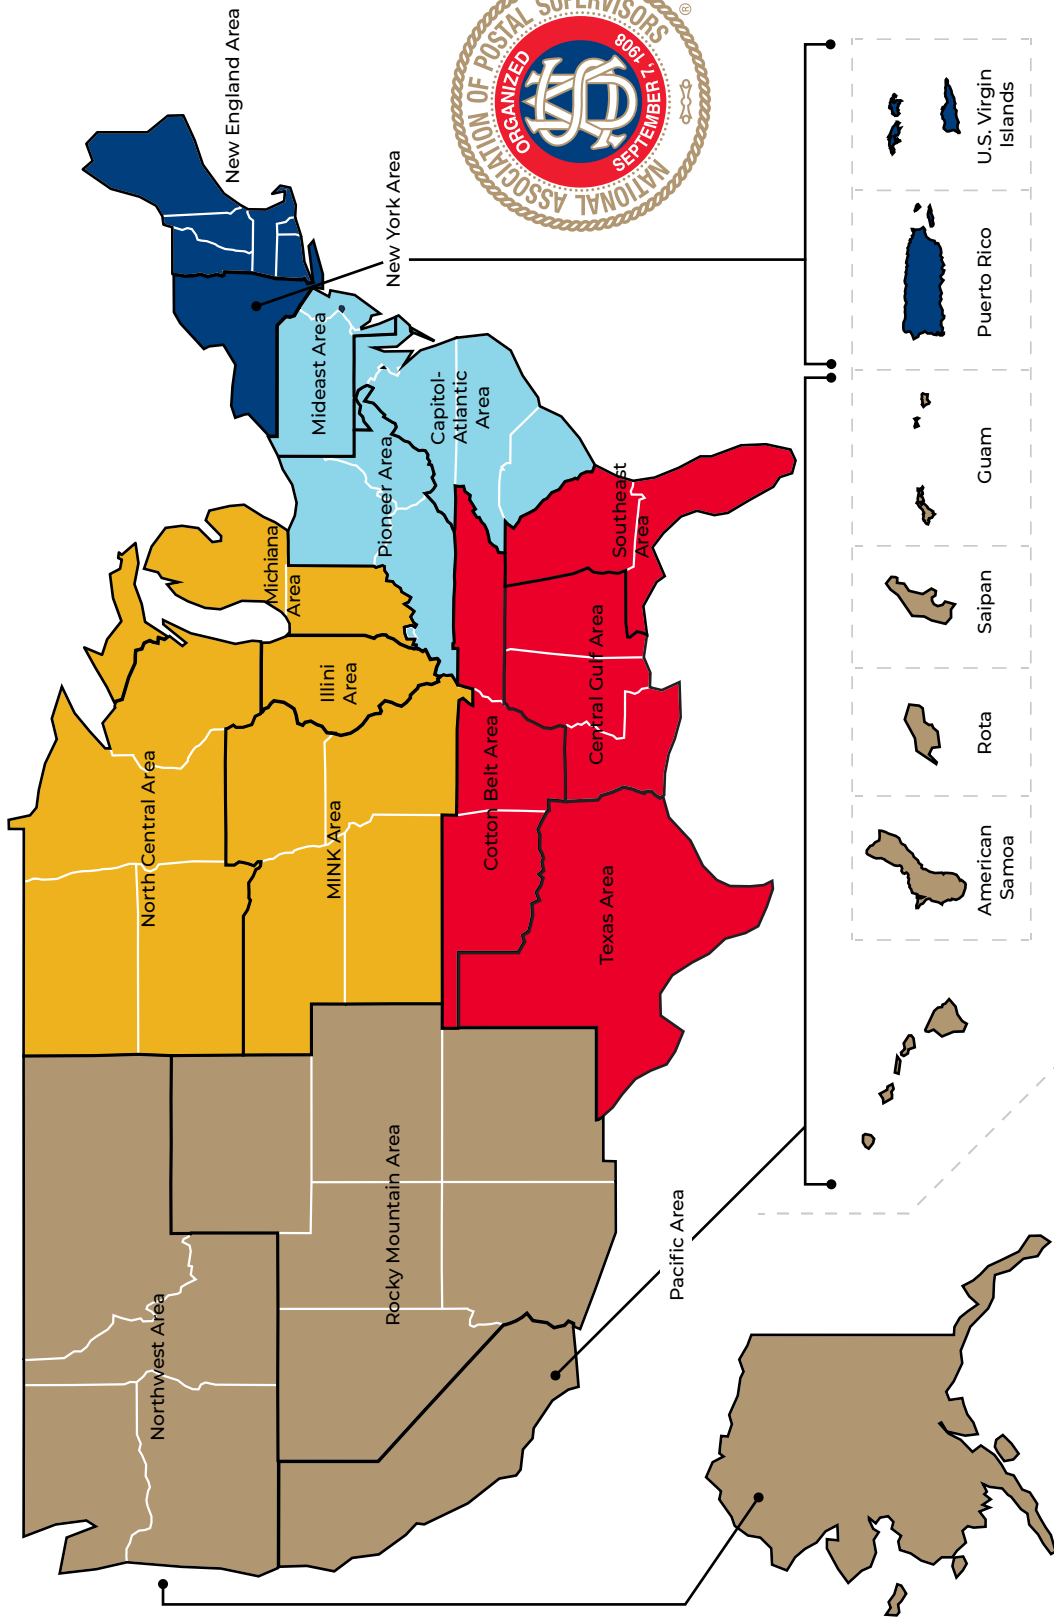 Northwest Area
Rocky Mountain Area
Pacific Area
North Central Area
MINK Area
Illini
Area
Michiana
Area
Texas Area
Cotton Belt Area
Central Gulf Area
Southeast
Area
Pioneer Area
Mideast Area
Capitol-
Atlantic
Area
New York Area
New England Area
NATIONAL ASSOCIATION OF POSTAL SUPERVISORS
®
ORGANIZED
SEPTEMBER 7, 1908
American
Samoa
Rota
Saipan
Guam
Puerto Rico
U.S. Virgin
Islands